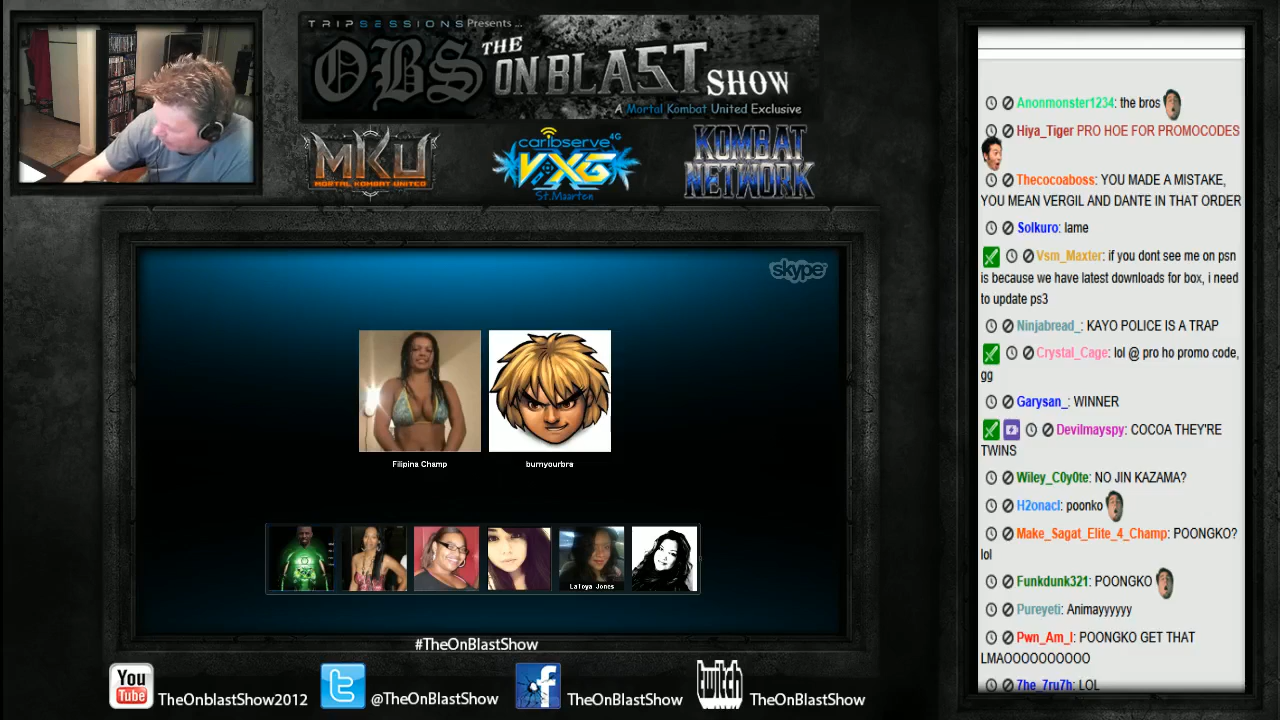 TRIPSESSIONS Presents ...
OBS THE ON BLAST SHOW
A Mortal Kombat United Exclusive
MKU
MORTAL KOMBAT UNITED
caribserve 4G
VXG
St.Maarten
KOMBAT
NETWORK
skype
Filipina Champ
burnyourbra
LaToya Jones
#TheOnBlastShow
You
Tube
TheOnblastShow2012
@TheOnBlastShow
TheOnBlastShow
twitch
TheOnBlastShow
Anonmonster1234: the bros
Hiya_Tiger PRO HOE FOR PROMOCODES
Thecocoaboss: YOU MADE A MISTAKE,
YOU MEAN VERGIL AND DANTE IN THAT ORDER
Solkuro: lame
Vsm_Maxter: if you dont see me on psn
is because we have latest downloads for box, i need
to update ps3
Ninjabread_: KAYO POLICE IS A TRAP
Crystal_Cage: lol @ pro ho promo code,
gg
Garysan_: WINNER
Devilmayspy: COCOA THEY'RE
TWINS
Wiley_C0y0te: NO JIN KAZAMA?
H2onacl: poonko
Make_Sagat_Elite_4_Champ: POONGKO?
lol
Funkdunk321: POONGKO
Pureyeti: Animayyyyyy
Pwn_Am_I: POONGKO GET THAT
LMAOOOOOOOOOO
7he_7ru7h: LOL